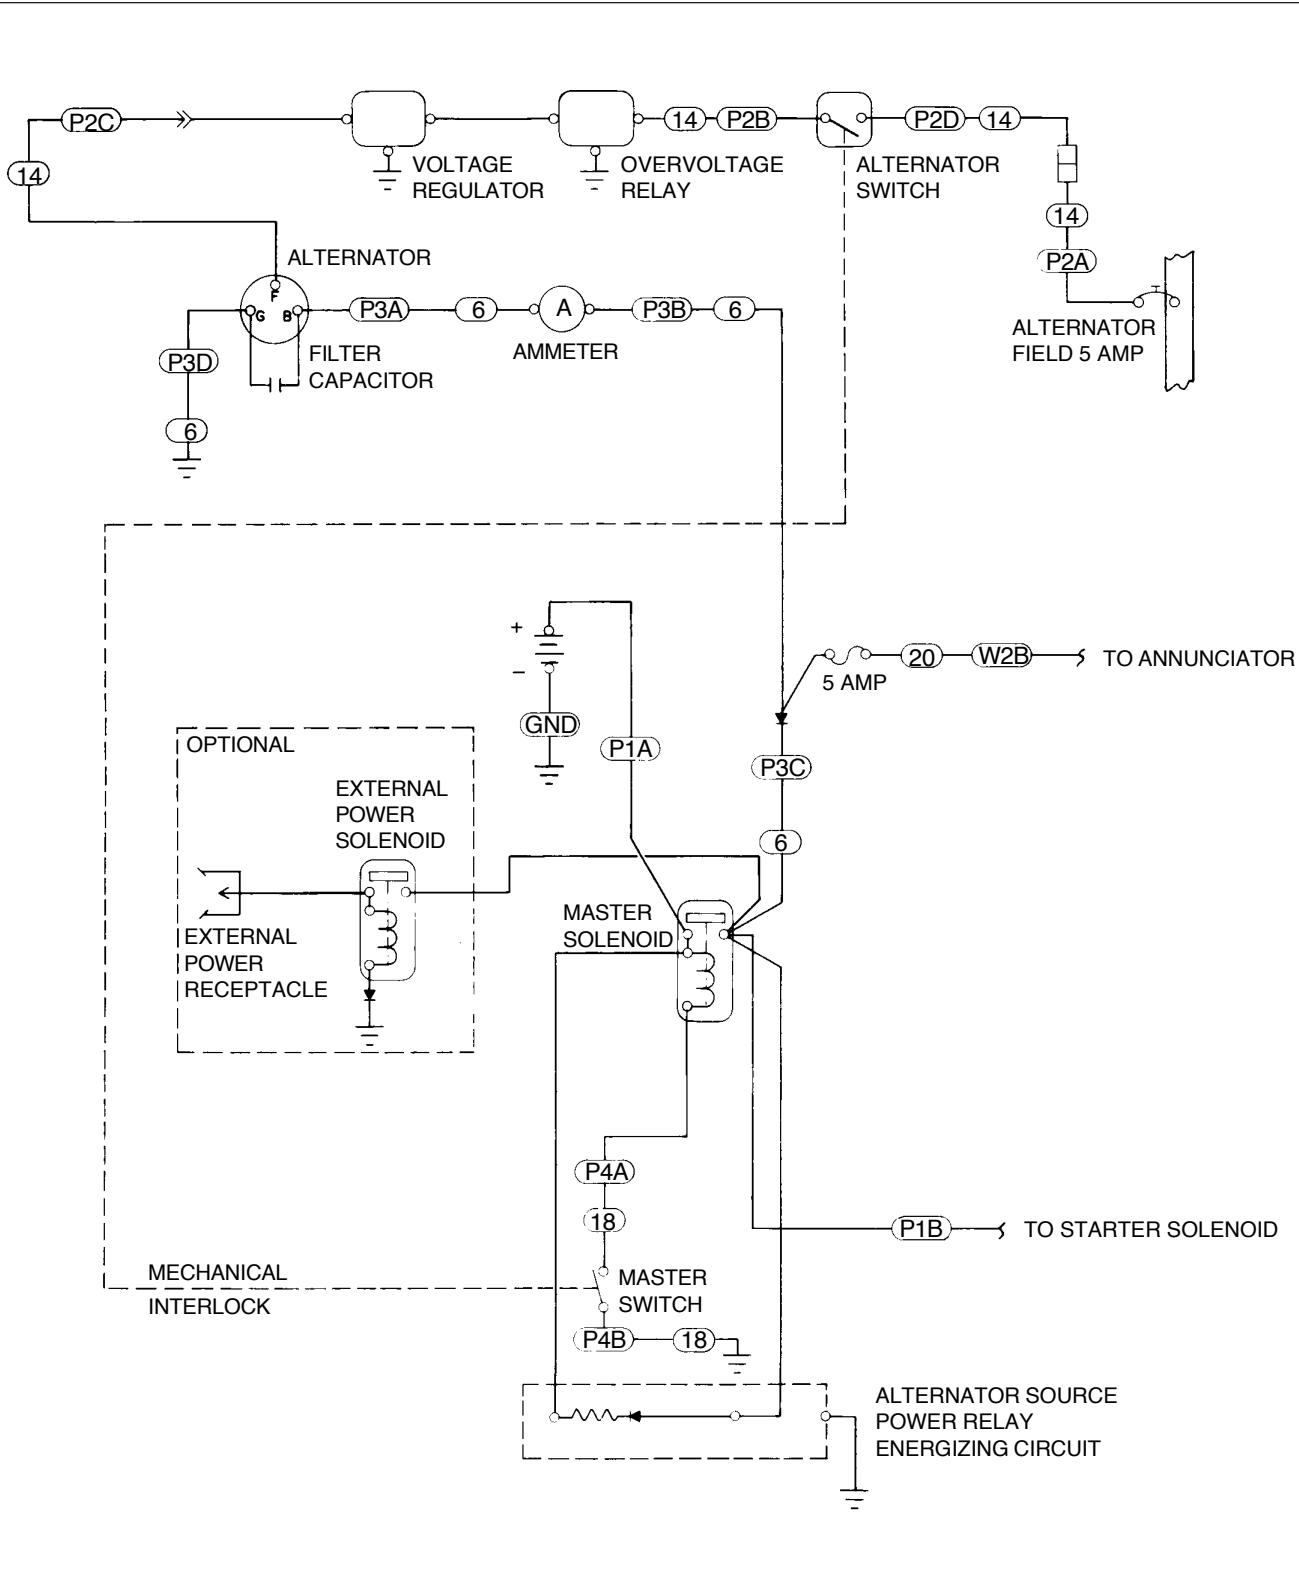 P2C
14
VOLTAGE
REGULATOR
OVERVOLTAGE
RELAY
14
P2B
ALTERNATOR
SWITCH
P2D
14
14
P2A
ALTERNATOR
FIELD 5 AMP
ALTERNATOR
F
G
B
P3A
6
A
AMMETER
P3B
6
P3D
6
FILTER
CAPACITOR
+
−
GND
P1A
5 AMP
20
W2B
TO ANNUNCIATOR
P3C
6
OPTIONAL
EXTERNAL
POWER
SOLENOID
EXTERNAL
POWER
RECEPTACLE
MASTER
SOLENOID
P4A
18
MASTER
SWITCH
P4B
18
P1B
TO STARTER SOLENOID
MECHANICAL
INTERLOCK
ALTERNATOR SOURCE
POWER RELAY
ENERGIZING CIRCUIT